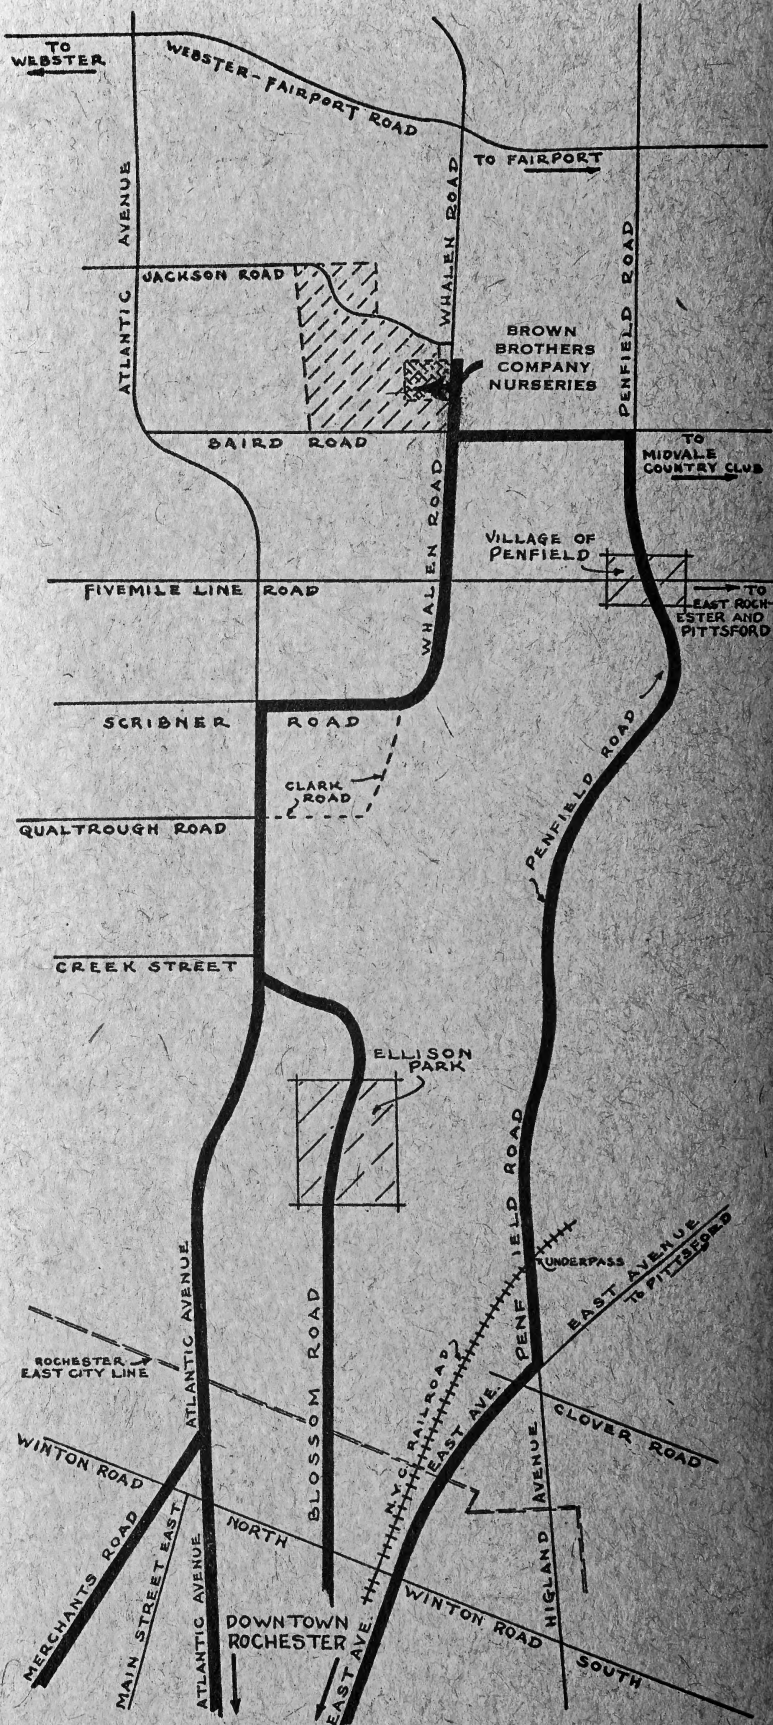 TO
WEBSTER
WEBSTER-FAIRPORT ROAD
TO FAIRPORT
ATLANTIC AVENUE
WHALEN ROAD
PENFIELD ROAD
JACKSON ROAD
BROWN
BROTHERS
COMPANY
NURSERIES
BAIRD ROAD
TO
MIDVALE
COUNTRY CLUB
WHALEN ROAD
VILLAGE OF
PENFIELD
FIVEMILE LINE ROAD
TO
EAST ROCH-
ESTER AND
PITTSFORD
SCRIBNER ROAD
PENFIELD ROAD
CLARK
ROAD
QUALTROUGH ROAD
CREEK STREET
ELLISON
PARK
PENFIELD ROAD
UNDERPASS
EAST AVENUE
TO PITTSFORD
ATLANTIC AVENUE
BLOSSOM ROAD
ROCHESTER
EAST CITY LINE
N.Y.C. RAILROAD
EAST AVE.
CLOVER ROAD
HIGLAND AVENUE
WINTON ROAD NORTH
MERCHANTS ROAD
MAIN STREET EAST
ATLANTIC AVENUE
DOWNTOWN
ROCHESTER
EAST AVE.
WINTON ROAD SOUTH